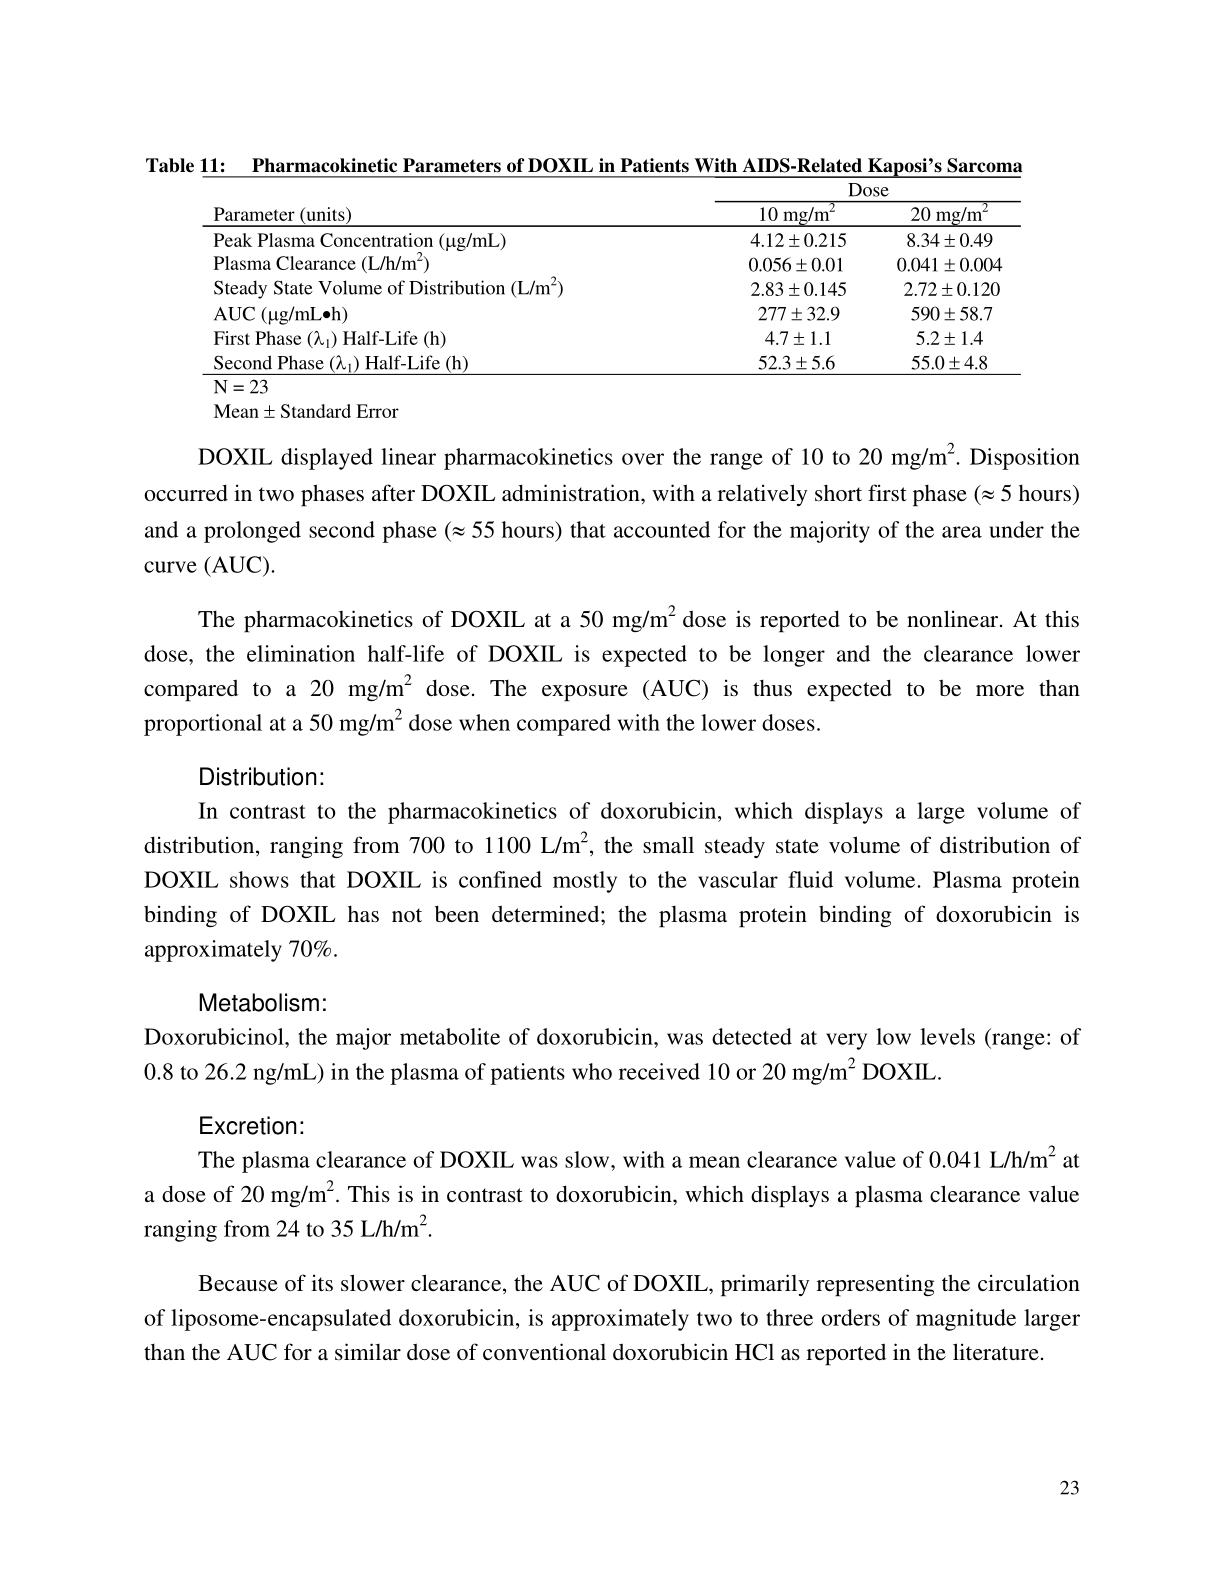 Table 11: Pharmacokinetic Parameters of DOXIL in Patients With AIDS-Related Kaposi’s Sarcoma
Dose
Parameter (units) 10 mg/m² 20 mg/m²
Peak Plasma Concentration (µg/mL) 4.12 ± 0.215 8.34 ± 0.49
Plasma Clearance (L/h/m²) 0.056 ± 0.01 0.041 ± 0.004
Steady State Volume of Distribution (L/m²) 2.83 ± 0.145 2.72 ± 0.120
AUC (µg/mL•h) 277 ± 32.9 590 ± 58.7
First Phase (λ₁) Half-Life (h) 4.7 ± 1.1 5.2 ± 1.4
Second Phase (λ₁) Half-Life (h) 52.3 ± 5.6 55.0 ± 4.8
N = 23
Mean ± Standard Error
DOXIL displayed linear pharmacokinetics over the range of 10 to 20 mg/m². Disposition
occurred in two phases after DOXIL administration, with a relatively short first phase (≈ 5 hours)
and a prolonged second phase (≈ 55 hours) that accounted for the majority of the area under the
curve (AUC).
The pharmacokinetics of DOXIL at a 50 mg/m² dose is reported to be nonlinear. At this
dose, the elimination half-life of DOXIL is expected to be longer and the clearance lower
compared to a 20 mg/m² dose. The exposure (AUC) is thus expected to be more than
proportional at a 50 mg/m² dose when compared with the lower doses.
Distribution:
In contrast to the pharmacokinetics of doxorubicin, which displays a large volume of
distribution, ranging from 700 to 1100 L/m², the small steady state volume of distribution of
DOXIL shows that DOXIL is confined mostly to the vascular fluid volume. Plasma protein
binding of DOXIL has not been determined; the plasma protein binding of doxorubicin is
approximately 70%.
Metabolism:
Doxorubicinol, the major metabolite of doxorubicin, was detected at very low levels (range: of
0.8 to 26.2 ng/mL) in the plasma of patients who received 10 or 20 mg/m² DOXIL.
Excretion:
The plasma clearance of DOXIL was slow, with a mean clearance value of 0.041 L/h/m² at
a dose of 20 mg/m². This is in contrast to doxorubicin, which displays a plasma clearance value
ranging from 24 to 35 L/h/m².
Because of its slower clearance, the AUC of DOXIL, primarily representing the circulation
of liposome-encapsulated doxorubicin, is approximately two to three orders of magnitude larger
than the AUC for a similar dose of conventional doxorubicin HCl as reported in the literature.
23